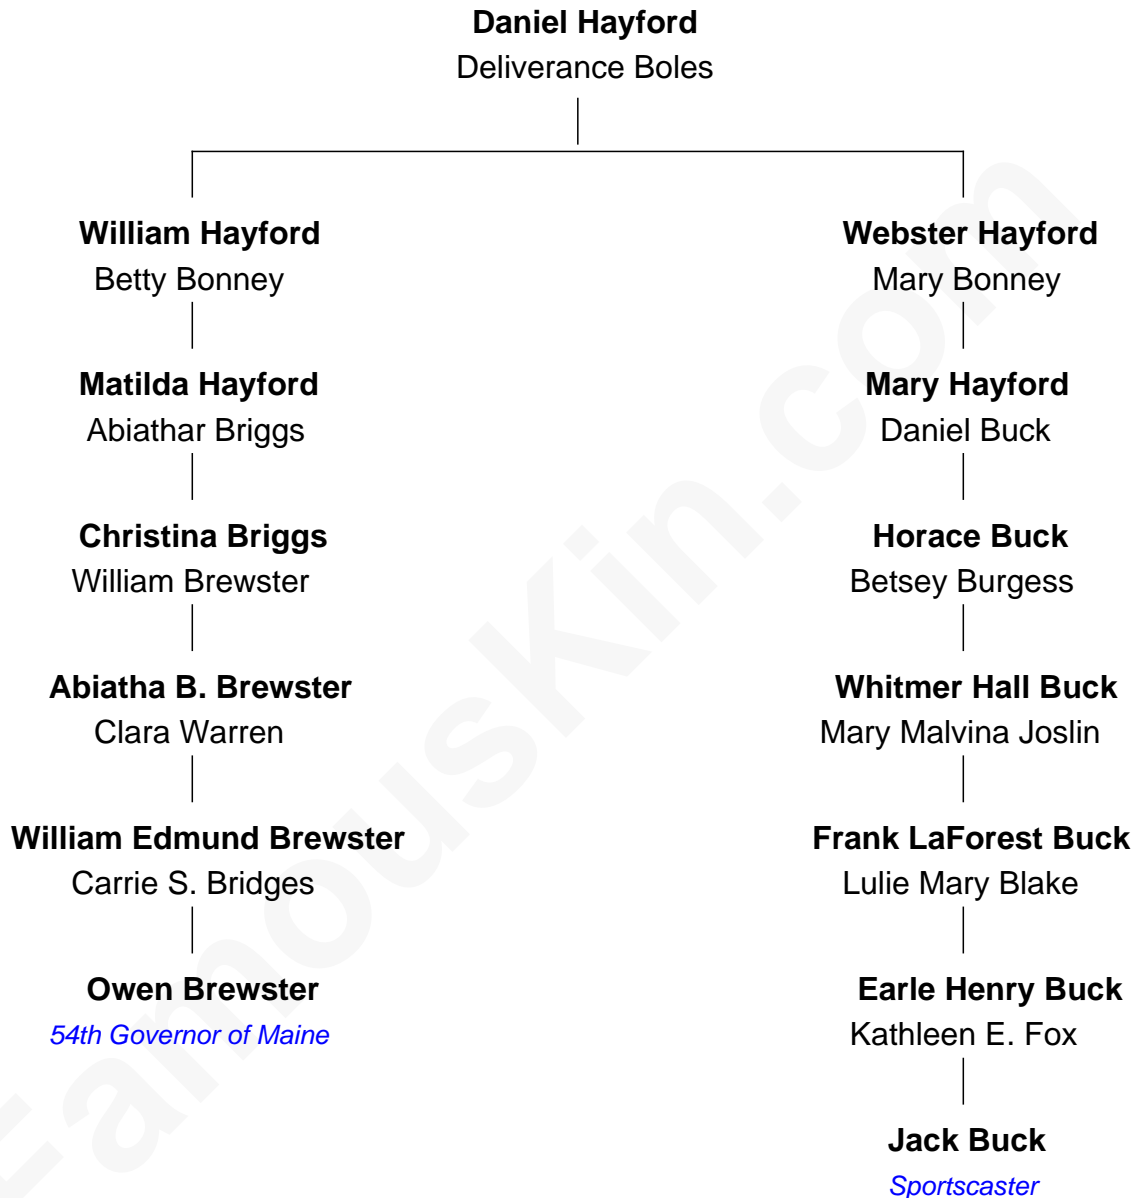 Daniel Hayford
Deliverance Boles
William Hayford
Betty Bonney
Webster Hayford
Mary Bonney
Matilda Hayford
Abiathar Briggs
Mary Hayford
Daniel Buck
Christina Briggs
William Brewster
Horace Buck
Betsey Burgess
Abiatha B. Brewster
Clara Warren
Whitmer Hall Buck
Mary Malvina Joslin
William Edmund Brewster
Carrie S. Bridges
Frank LaForest Buck
Lulie Mary Blake
Owen Brewster
54th Governor of Maine
Earle Henry Buck
Kathleen E. Fox
Jack Buck
Sportscaster
FamousKin.com